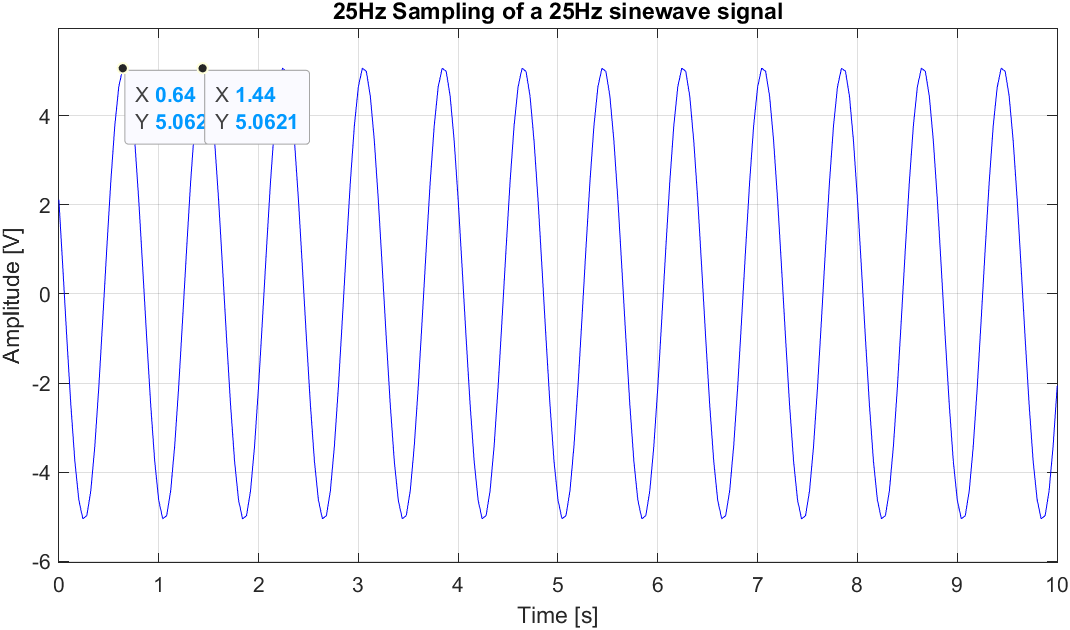 25Hz Sampling of a 25Hz sinewave signal
X 0.64
Y 5.062
X 1.44
Y 5.0621
Amplitude [V]
4
2
0
-2
-4
-6
0 1 2 3 4 5 6 7 8 9 10
Time [s]